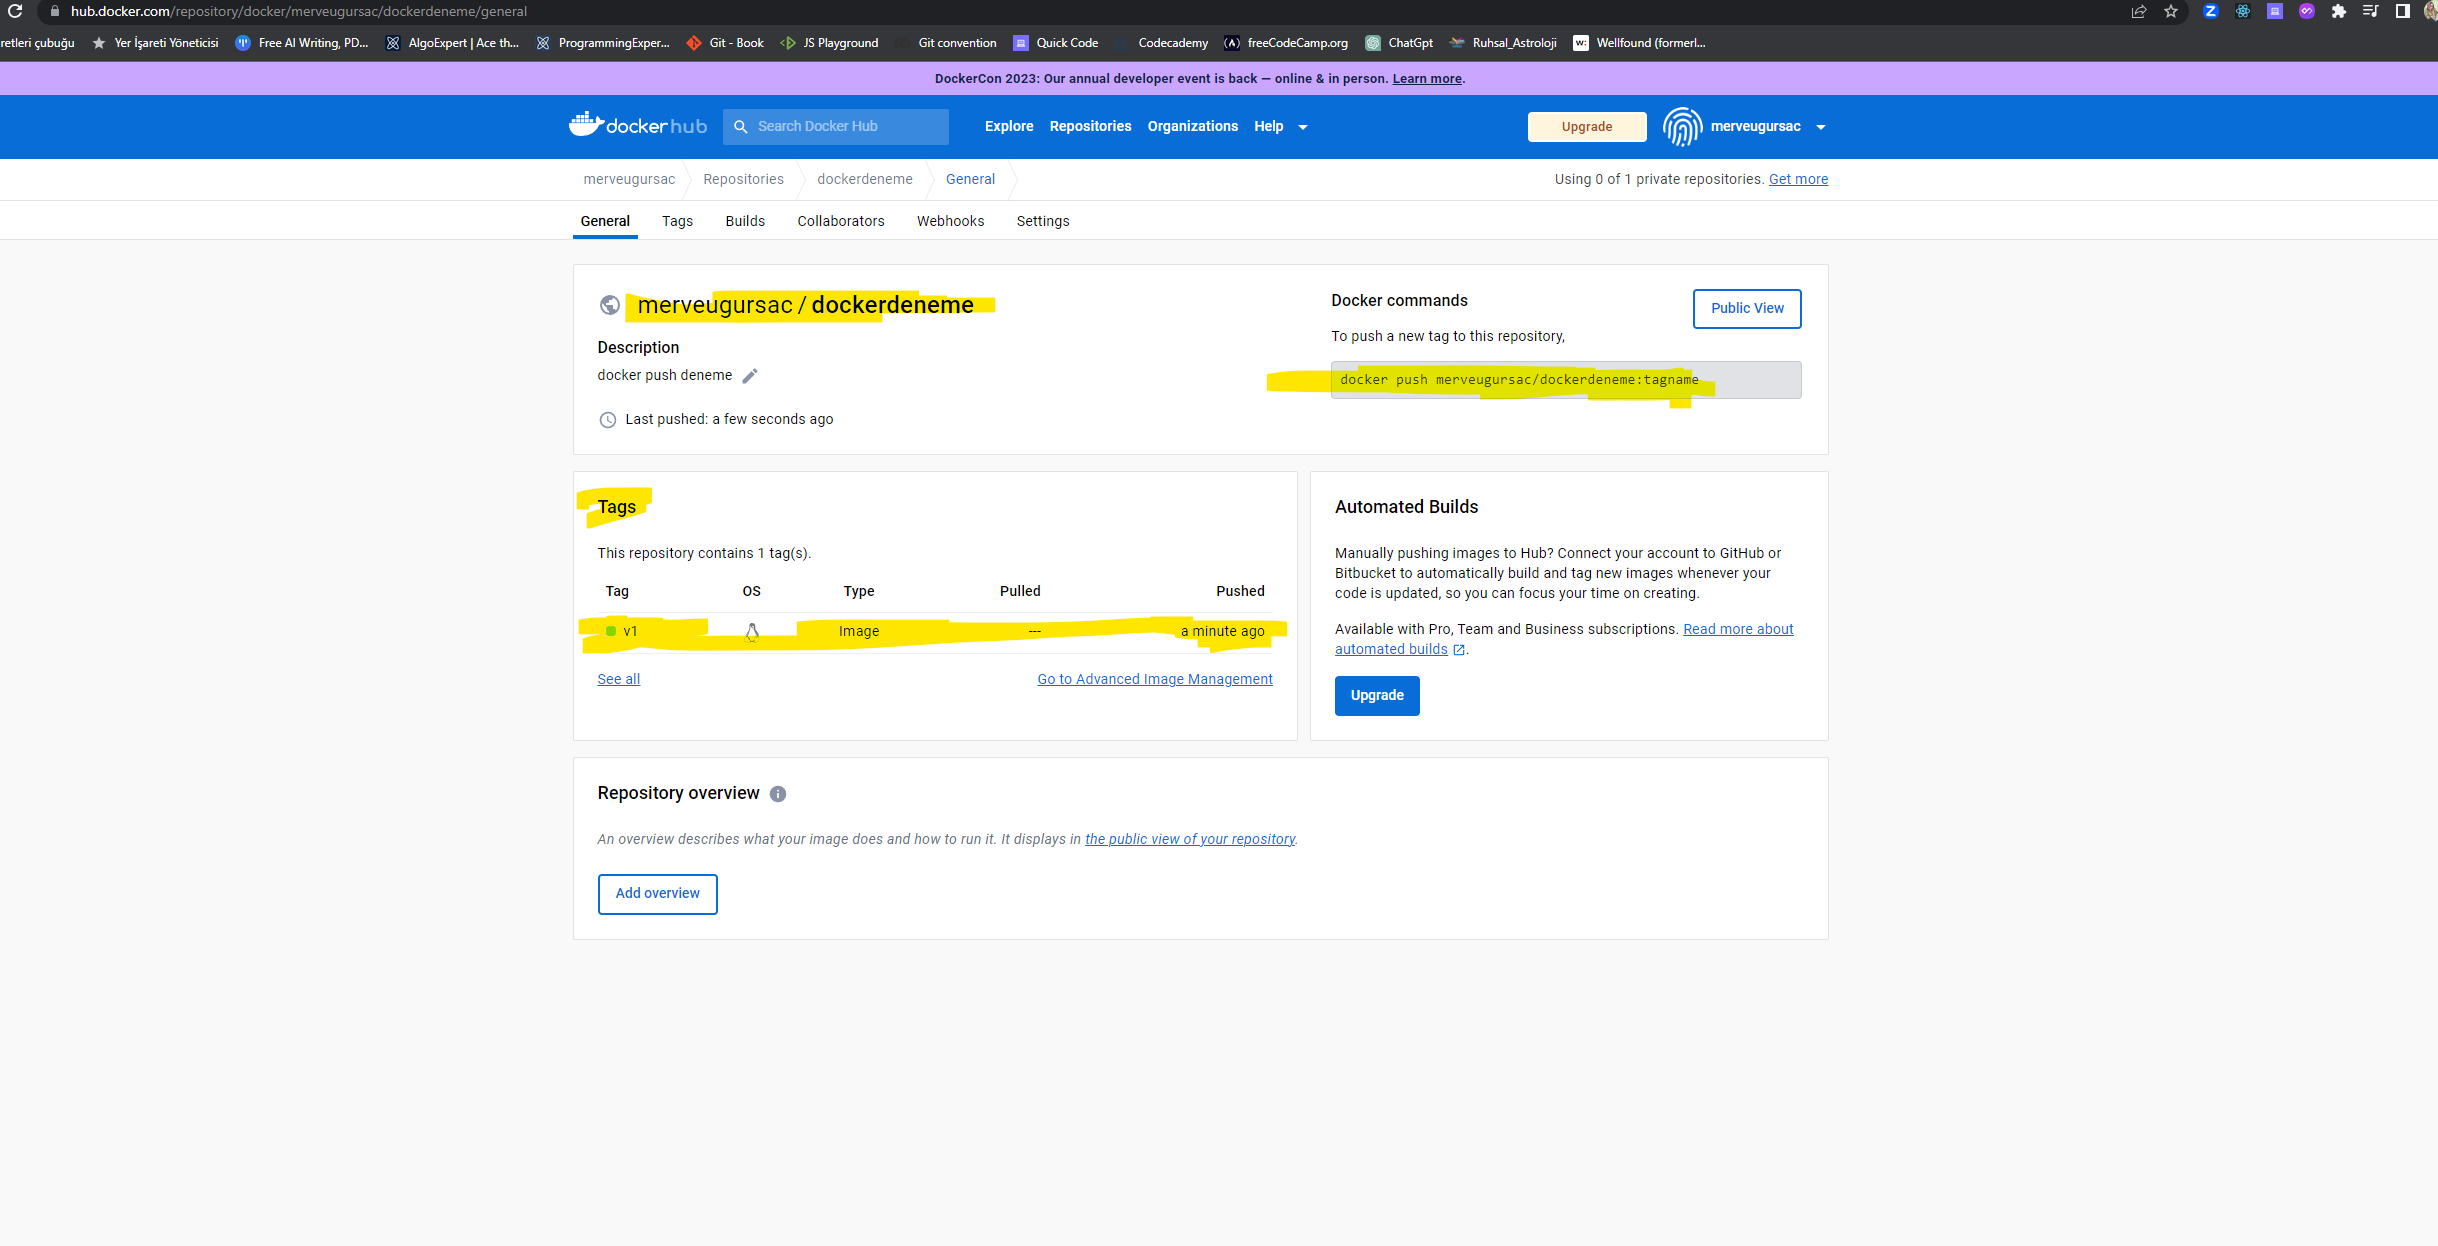 hub.docker.com/repository/docker/merveugursac/dockerdeneme/general
retleri çubuğu Yer İşareti Yöneticisi Free AI Writing, PD... AlgoExpert | Ace th... ProgrammingExper... Git - Book JS Playground Git convention Quick Code Codecademy freeCodeCamp.org ChatGpt Ruhsal_Astroloji Wellfound (formerl...
DockerCon 2023: Our annual developer event is back — online & in person. Learn more.
docker hub Search Docker Hub Explore Repositories Organizations Help Upgrade merveugursac
merveugursac Repositories dockerdeneme General Using 0 of 1 private repositories. Get more
General Tags Builds Collaborators Webhooks Settings
merveugursac / dockerdeneme
Description
docker push deneme
Last pushed: a few seconds ago
Docker commands
Public View
To push a new tag to this repository,
docker push merveugursac/dockerdeneme:tagname
Tags
This repository contains 1 tag(s).
Tag OS Type Pulled Pushed
v1 Image --- a minute ago
See all Go to Advanced Image Management
Automated Builds
Manually pushing images to Hub? Connect your account to GitHub or
Bitbucket to automatically build and tag new images whenever your
code is updated, so you can focus your time on creating.
Available with Pro, Team and Business subscriptions. Read more about
automated builds.
Upgrade
Repository overview
An overview describes what your image does and how to run it. It displays in the public view of your repository.
Add overview